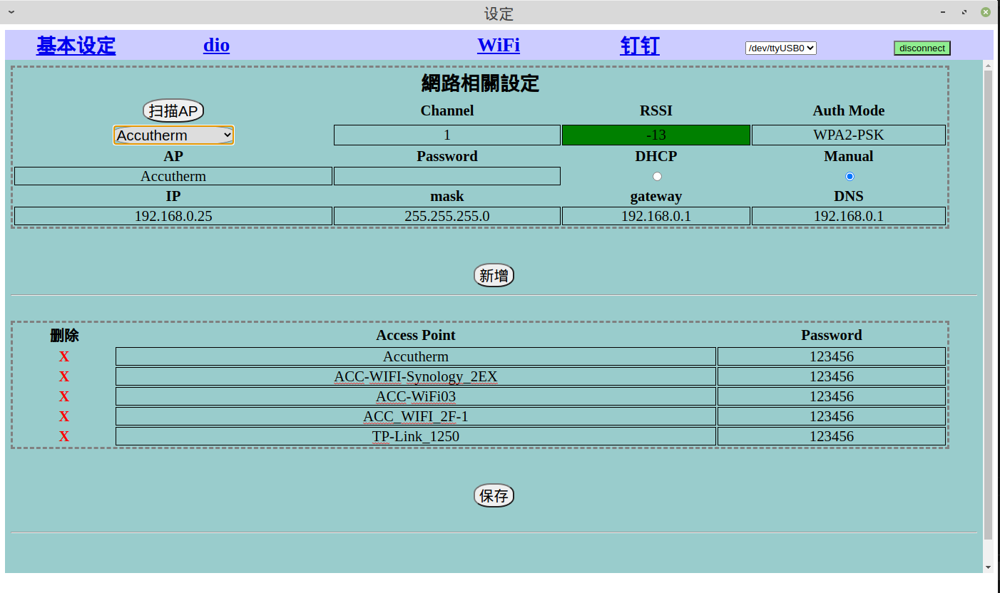 设定
基本设定 dio WiFi 钉钉 /dev/ttyUSB0 disconnect
網路相關設定
扫描AP Channel RSSI Auth Mode
Accutherm 1 -13 WPA2-PSK
AP Password DHCP Manual
Accutherm
IP mask gateway DNS
192.168.0.25 255.255.255.0 192.168.0.1 192.168.0.1
新增
删除 Access Point Password
X Accutherm 123456
X ACC-WIFI-Synology_2EX 123456
X ACC-WiFi03 123456
X ACC_WIFI_2F-1 123456
X TP-Link_1250 123456
保存